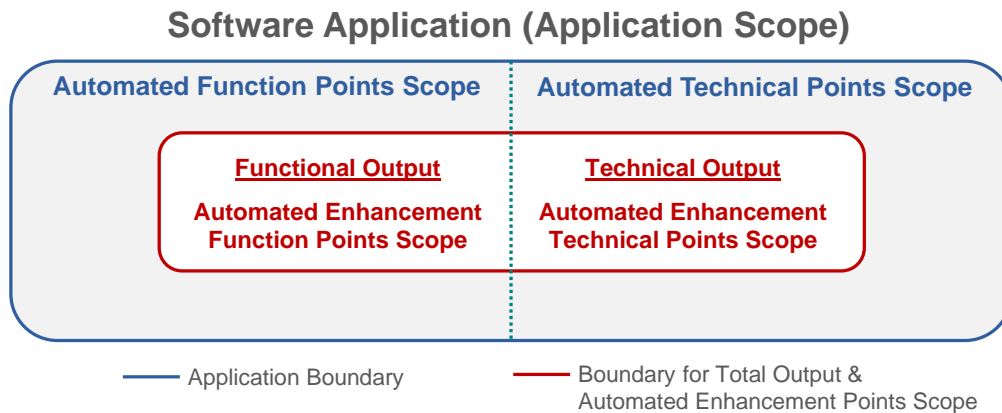 Software Application (Application Scope)
Automated Function Points Scope
Automated Technical Points Scope
Functional Output
Automated Enhancement
Function Points Scope
Technical Output
Automated Enhancement
Technical Points Scope
Application Boundary
Boundary for Total Output &
Automated Enhancement Points Scope